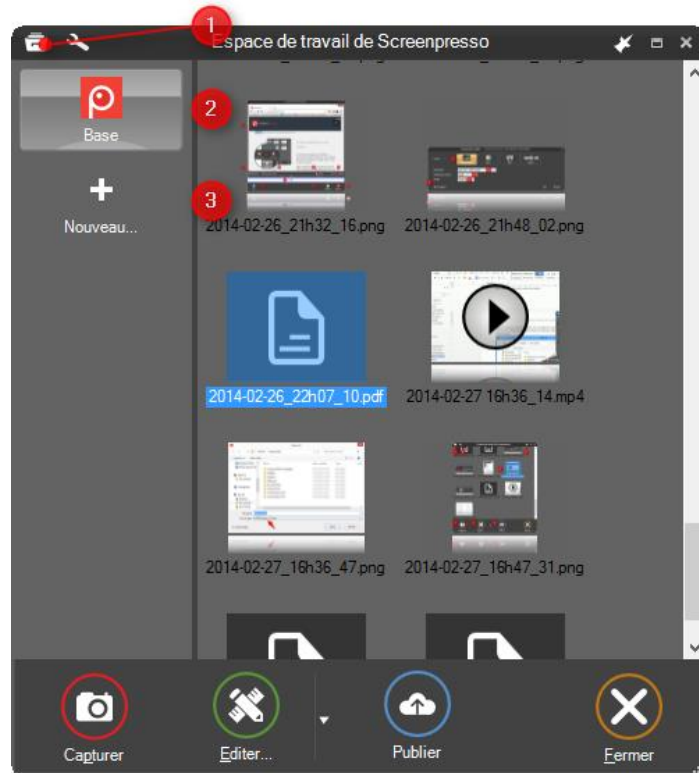 1
Espace de travail de Screenpresso
2
Base
3
Nouveau...
2014-02-26_21h32_16.png
2014-02-26_21h48_02.png
2014-02-26_22h07_10.pdf
2014-02-27 16h36_14.mp4
2014-02-27_16h36_47.png
2014-02-27_16h47_31.png
Capturer
Editer...
Publier
Fermer